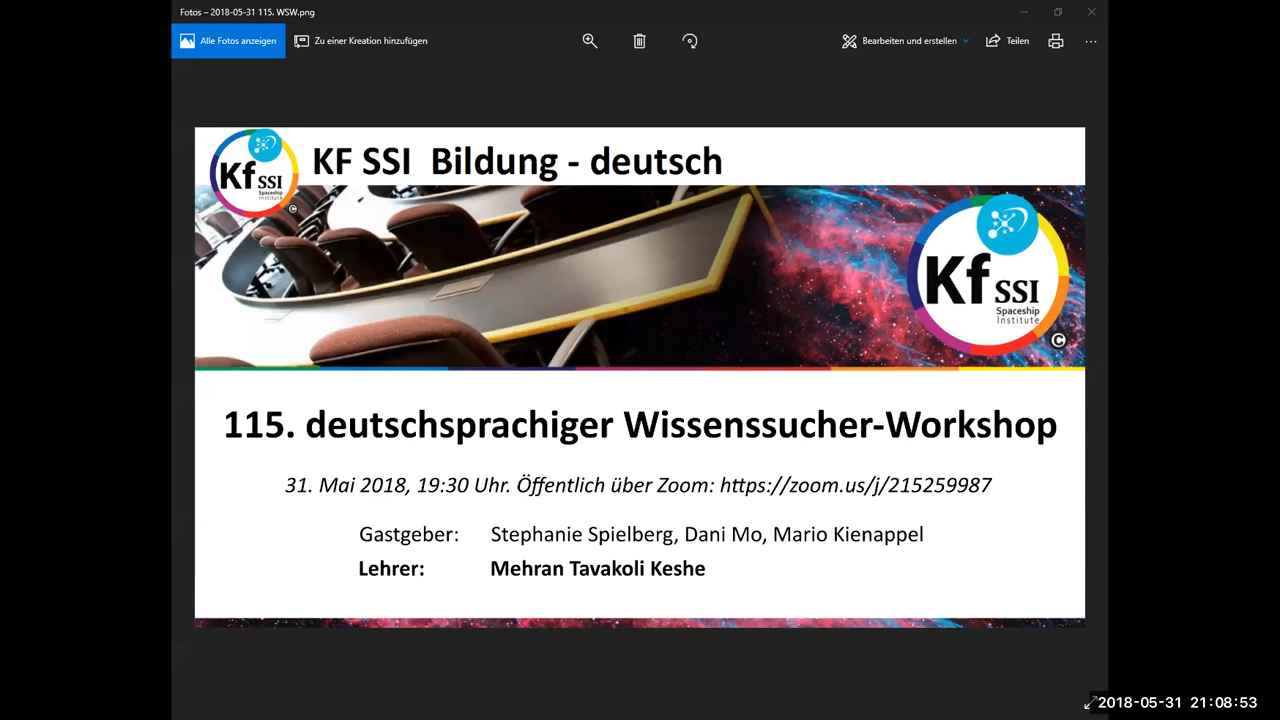 Fotos – 2018-05-31 115. WSW.png
Alle Fotos anzeigen
Zu einer Kreation hinzufügen
Bearbeiten und erstellen
Teilen
Kf SSI
Spaceship
Institute
©
KF SSI Bildung - deutsch
Kf SSI
Spaceship
Institute
©
115. deutschsprachiger Wissenssucher-Workshop
31. Mai 2018, 19:30 Uhr. Öffentlich über Zoom: https://zoom.us/j/215259987
Gastgeber: Stephanie Spielberg, Dani Mo, Mario Kienappel
Lehrer: Mehran Tavakoli Keshe
2018-05-31 21:08:53